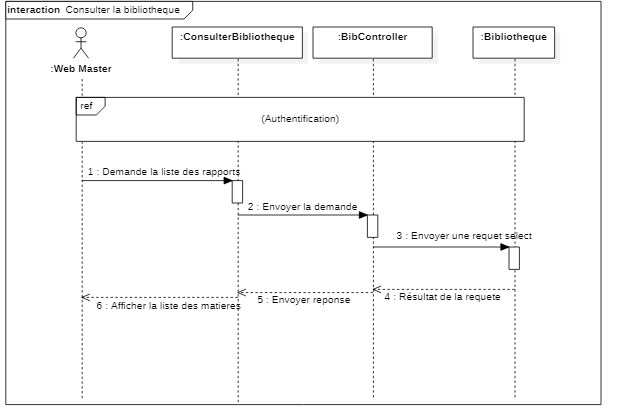 interaction Consulter la bibliotheque
:ConsulterBibliotheque
:BibController
:Bibliotheque
:Web Master
ref
(Authentification)
1 : Demande la liste des rapports
2 : Envoyer la demande
3 : Envoyer une requet select
4 : Résultat de la requete
5 : Envoyer reponse
6 : Afficher la liste des matieres